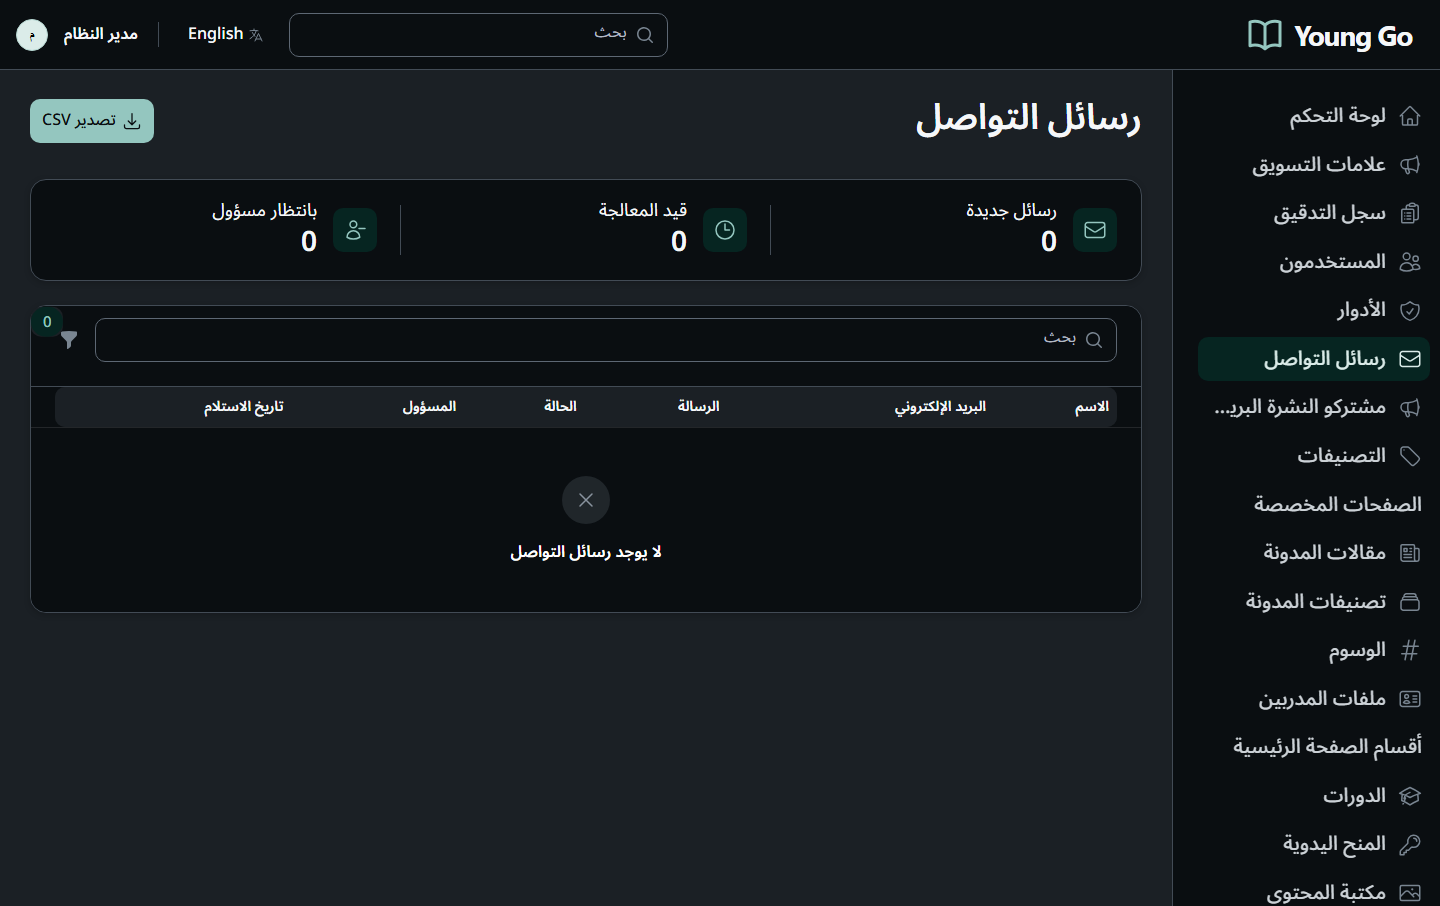 Young Go
بحث
English
مدير النظام
م
لوحة التحكم
علامات التسويق
سجل التدقيق
المستخدمون
الأدوار
رسائل التواصل
مشتركو النشرة البريـ...
التصنيفات
الصفحات المخصصة
مقالات المدونة
تصنيفات المدونة
الوسوم
ملفات المدربين
أقسام الصفحة الرئيسية
الدورات
المنح اليدوية
مكتبة المحتوى
رسائل التواصل
تصدير CSV
رسائل جديدة
0
قيد المعالجة
0
بانتظار مسؤول
0
بحث
0
الاسم البريد الإلكتروني الرسالة الحالة المسؤول تاريخ الاستلام
لا يوجد رسائل التواصل